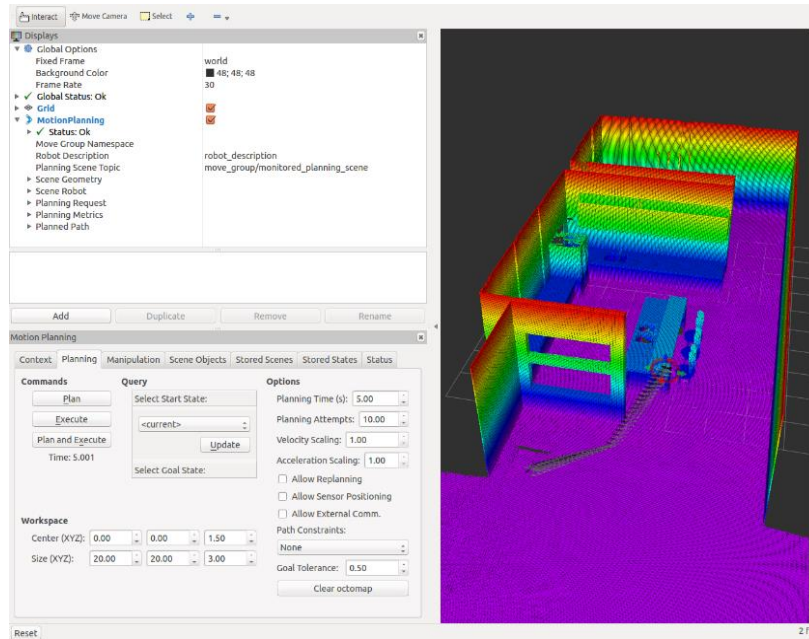 Interact Move Camera Select
Displays
Global Options
Fixed Frame world
Background Color 48; 48; 48
Frame Rate 30
Global Status: Ok
Grid
MotionPlanning
Status: Ok
Move Group Namespace
Robot Description robot_description
Planning Scene Topic move_group/monitored_planning_scene
Scene Geometry
Scene Robot
Planning Request
Planning Metrics
Planned Path
Add Duplicate Remove Rename
Motion Planning
Context Planning Manipulation Scene Objects Stored Scenes Stored States Status
Commands Query Options
Plan Select Start State: Planning Time (s): 5.00
Execute <current> Planning Attempts: 10.00
Plan and Execute Update Velocity Scaling: 1.00
Time: 5.001 Select Goal State: Acceleration Scaling: 1.00
Allow Replanning
Allow Sensor Positioning
Allow External Comm.
Workspace Path Constraints:
Center (XYZ): 0.00 0.00 1.50 None
Size (XYZ): 20.00 20.00 3.00 Goal Tolerance: 0.50
Clear octomap
Reset